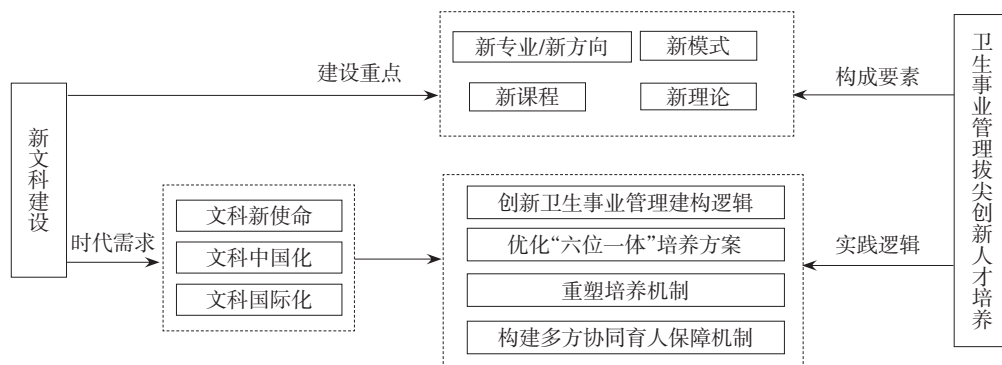 新文科建设
建设重点
新专业/新方向
新模式
新课程
新理论
构成要素
卫生事业管理拔尖创新人才培养
时代需求
文科新使命
文科中国化
文科国际化
创新卫生事业管理建构逻辑
优化“六位一体”培养方案
重塑培养机制
构建多方协同育人保障机制
实践逻辑